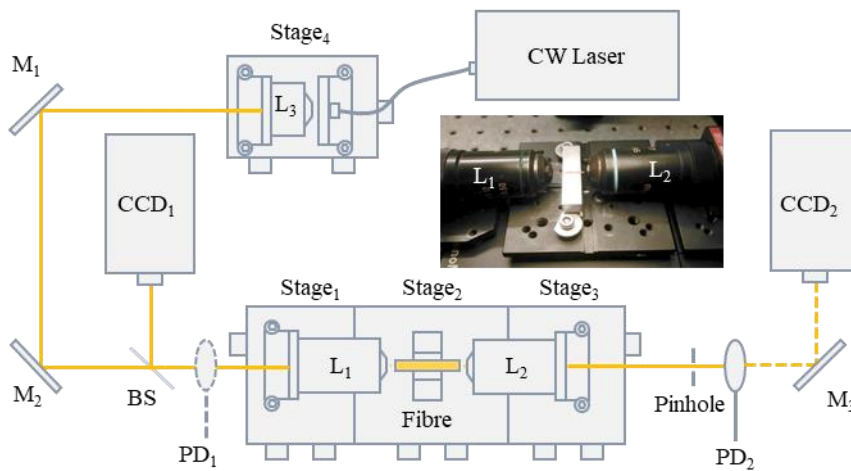 Stage₄
CW Laser
M₁
L₃
CCD₁
L₁
L₂
CCD₂
Stage₁
Stage₂
Stage₃
L₁
L₂
M₂
BS
Fibre
Pinhole
M₃
PD₁
PD₂